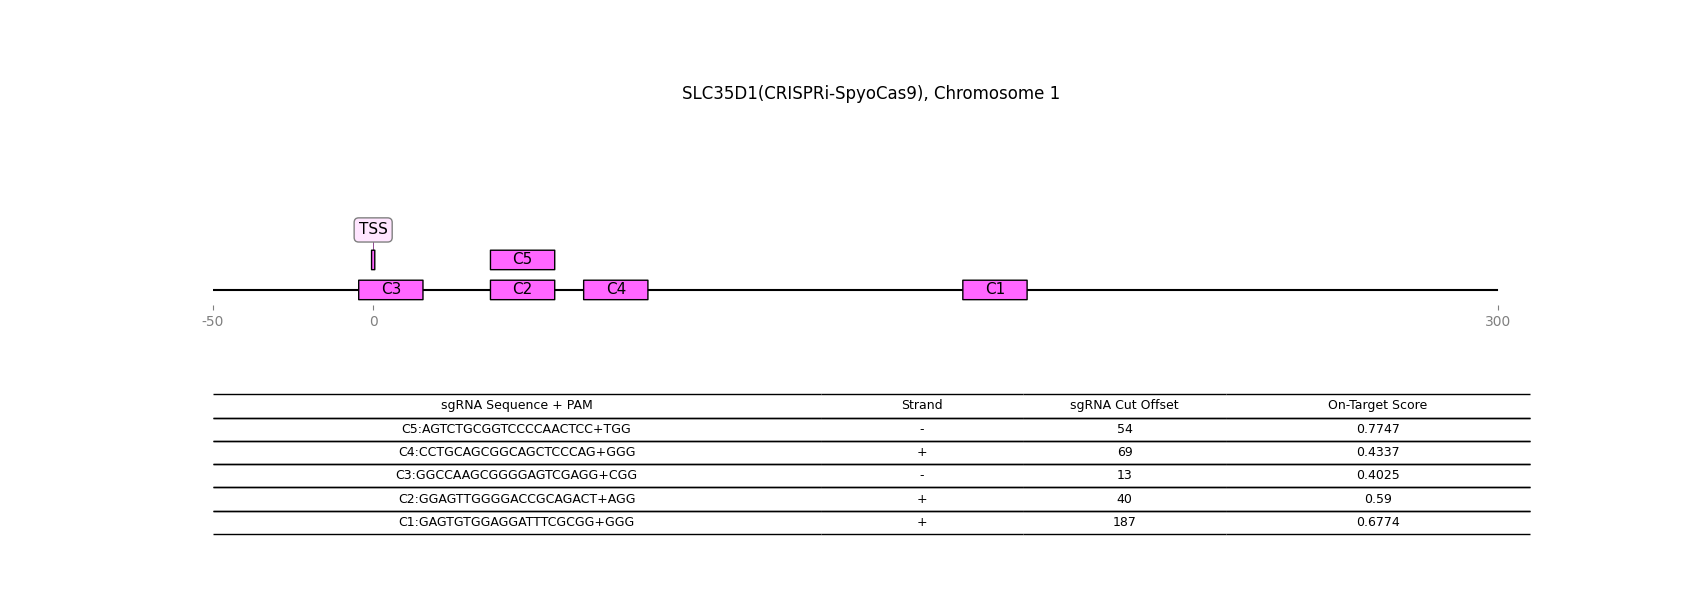 SLC35D1(CRISPRi-SpyoCas9), Chromosome 1
TSS
C5
C3 C2 C4 C1
-50 0 300
sgRNA Sequence + PAM Strand sgRNA Cut Offset On-Target Score
C5:AGTCTGCGGTCCCCAACTCC+TGG - 54 0.7747
C4:CCTGCAGCGGCAGCTCCCAG+GGG + 69 0.4337
C3:GGCCAAGCGGGGAGTCGAGG+CGG - 13 0.4025
C2:GGAGTTGGGGACCGCAGACT+AGG + 40 0.59
C1:GAGTGTGGAGGATTTCGCGG+GGG + 187 0.6774